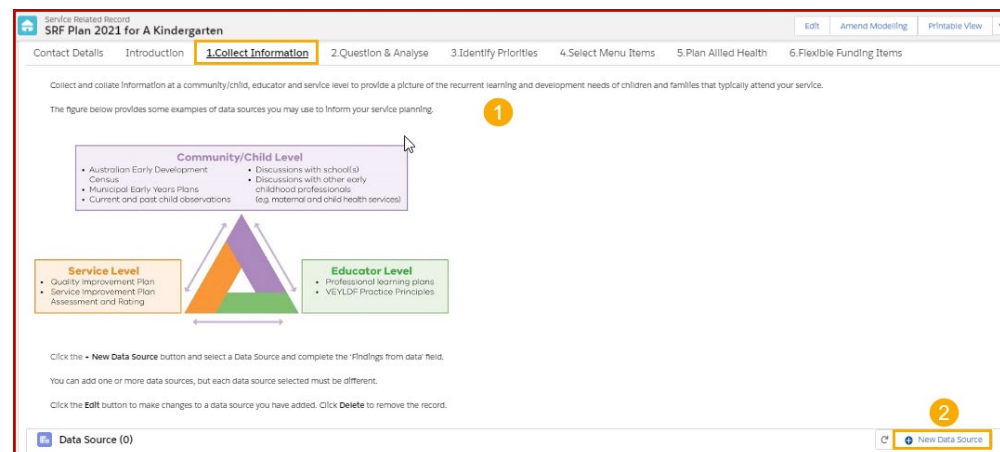 Service Related Record
SRF Plan 2021 for A Kindergarten
Edit
Amend Modelling
Printable View
Contact Details
Introduction
1.Collect Information
2.Question & Analyse
3.Identify Priorities
4.Select Menu Items
5.Plan Allied Health
6.Flexible Funding Items
Collect and collate information at a community/child, educator and service level to provide a picture of the recurrent learning and development needs of children and families that typically attend your service.
The figure below provides some examples of data sources you may use to inform your service planning.
1
Community/Child Level
• Australian Early Development
Census
• Municipal Early Years Plans
• Current and past child observations
• Discussions with school(s)
• Discussions with other early
childhood professionals
(e.g. maternal and child health services)
Service Level
• Quality Improvement Plan
• Service Improvement Plan
Assessment and Rating
Educator Level
• Professional learning plans
• VEYLDF Practice Principles
Click the + New Data Source button and select a Data Source and complete the 'Findings from data' field.
You can add one or more data sources, but each data source selected must be different.
Click the Edit button to make changes to a data source you have added. Click Delete to remove the record.
2
Data Source (0)
New Data Source